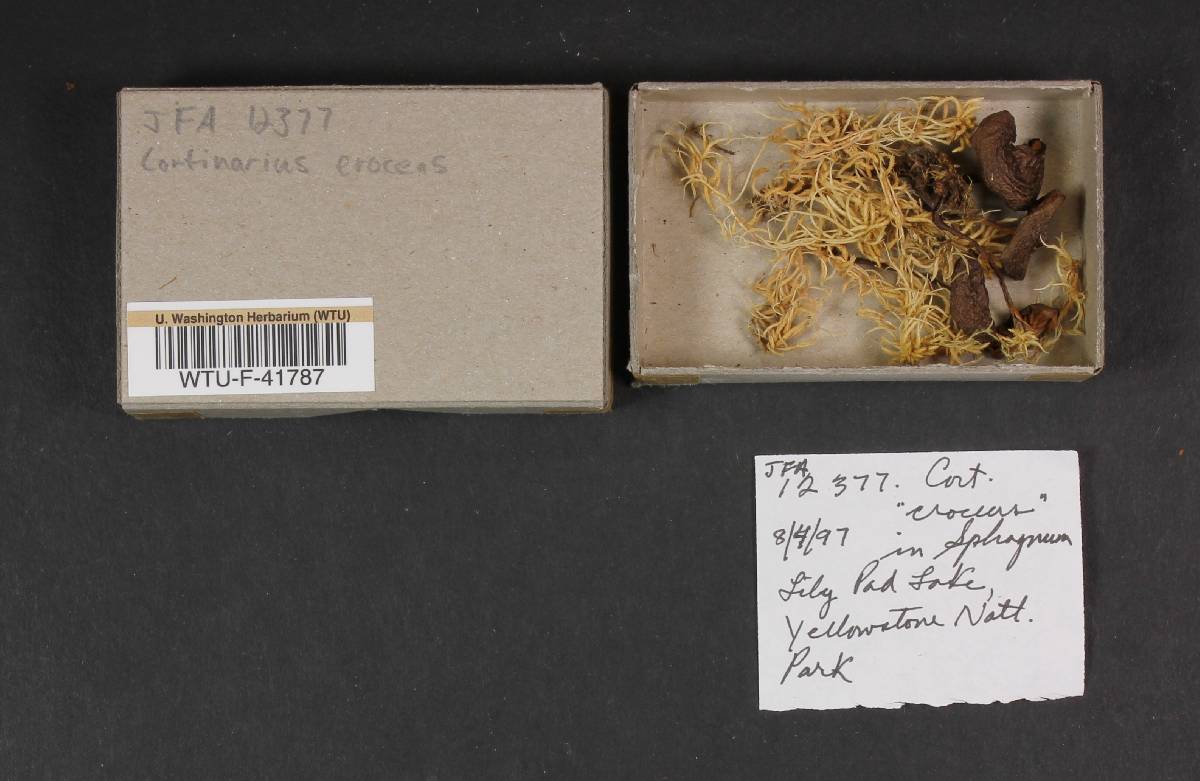 JFA 12377
Cortinarius croceus
U. Washington Herbarium (WTU)
WTU-F-41787
JFA
12377. Cort.
"croceus"
8/4/97 in Sphagnum
Lily Pad Lake,
Yellowstone Natl.
Park